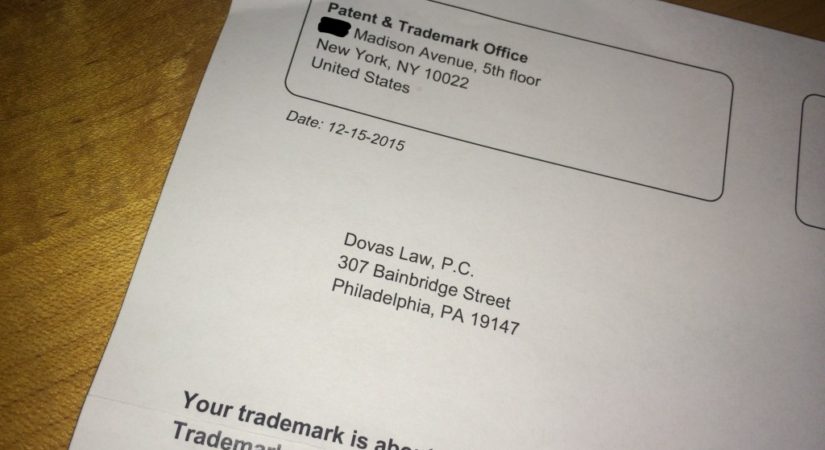 Patent & Trademark Office
Madison Avenue, 5th floor
New York, NY 10022
United States
Date: 12-15-2015
Dovas Law, P.C.
307 Bainbridge Street
Philadelphia, PA 19147
Your trademark is
Trademark